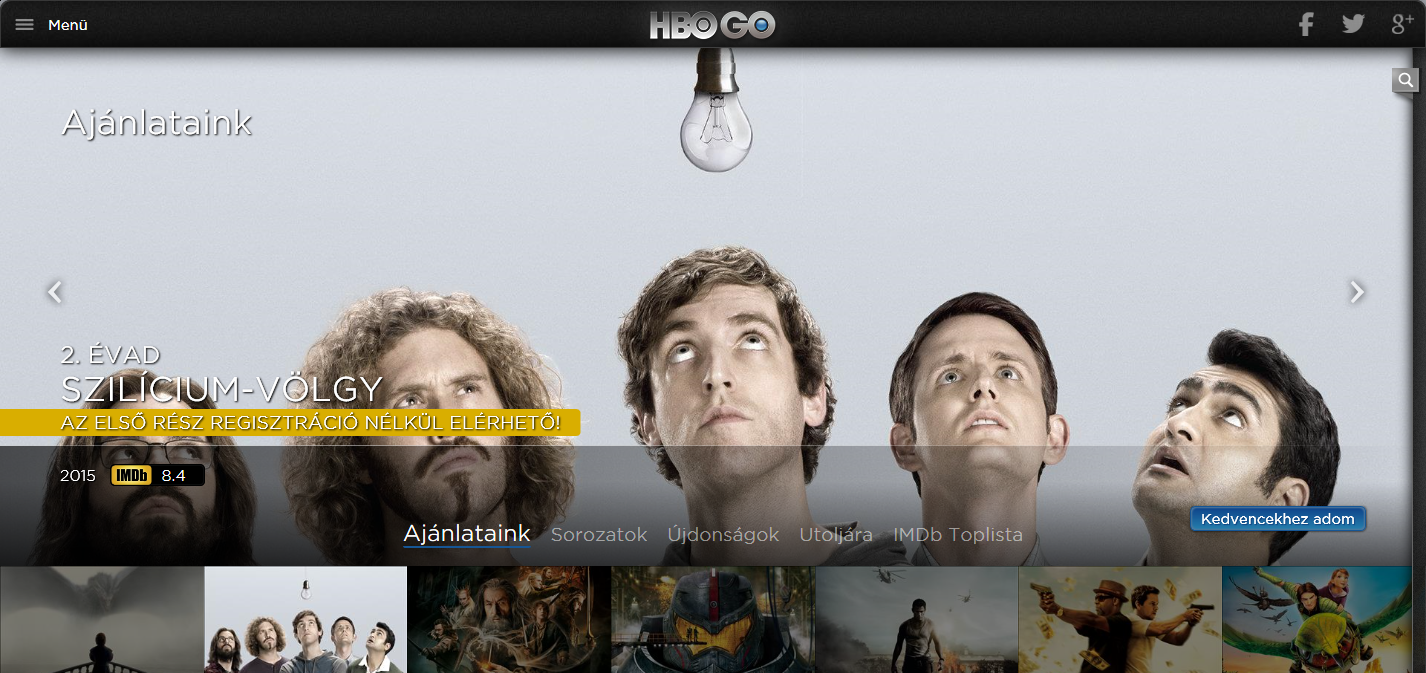 Menü
HBO GO
8+
Ajánlataink
2. ÉVAD
SZILÍCIUM-VÖLGY
AZ ELSŐ RÉSZ REGISZTRÁCIÓ NÉLKÜL ELÉRHETŐ!
2015 IMDb 8.4
Kedvencekhez adom
Ajánlataink Sorozatok Újdonságok Utoljára IMDb Toplista